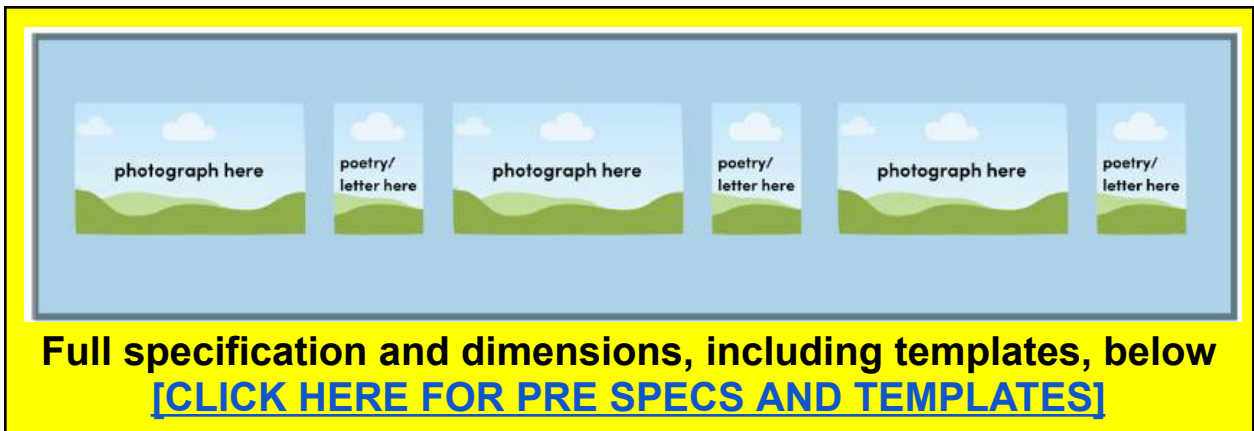 photograph here
poetry/
letter here
photograph here
poetry/
letter here
photograph here
poetry/
letter here
Full specification and dimensions, including templates, below
[CLICK HERE FOR PRE SPECS AND TEMPLATES]